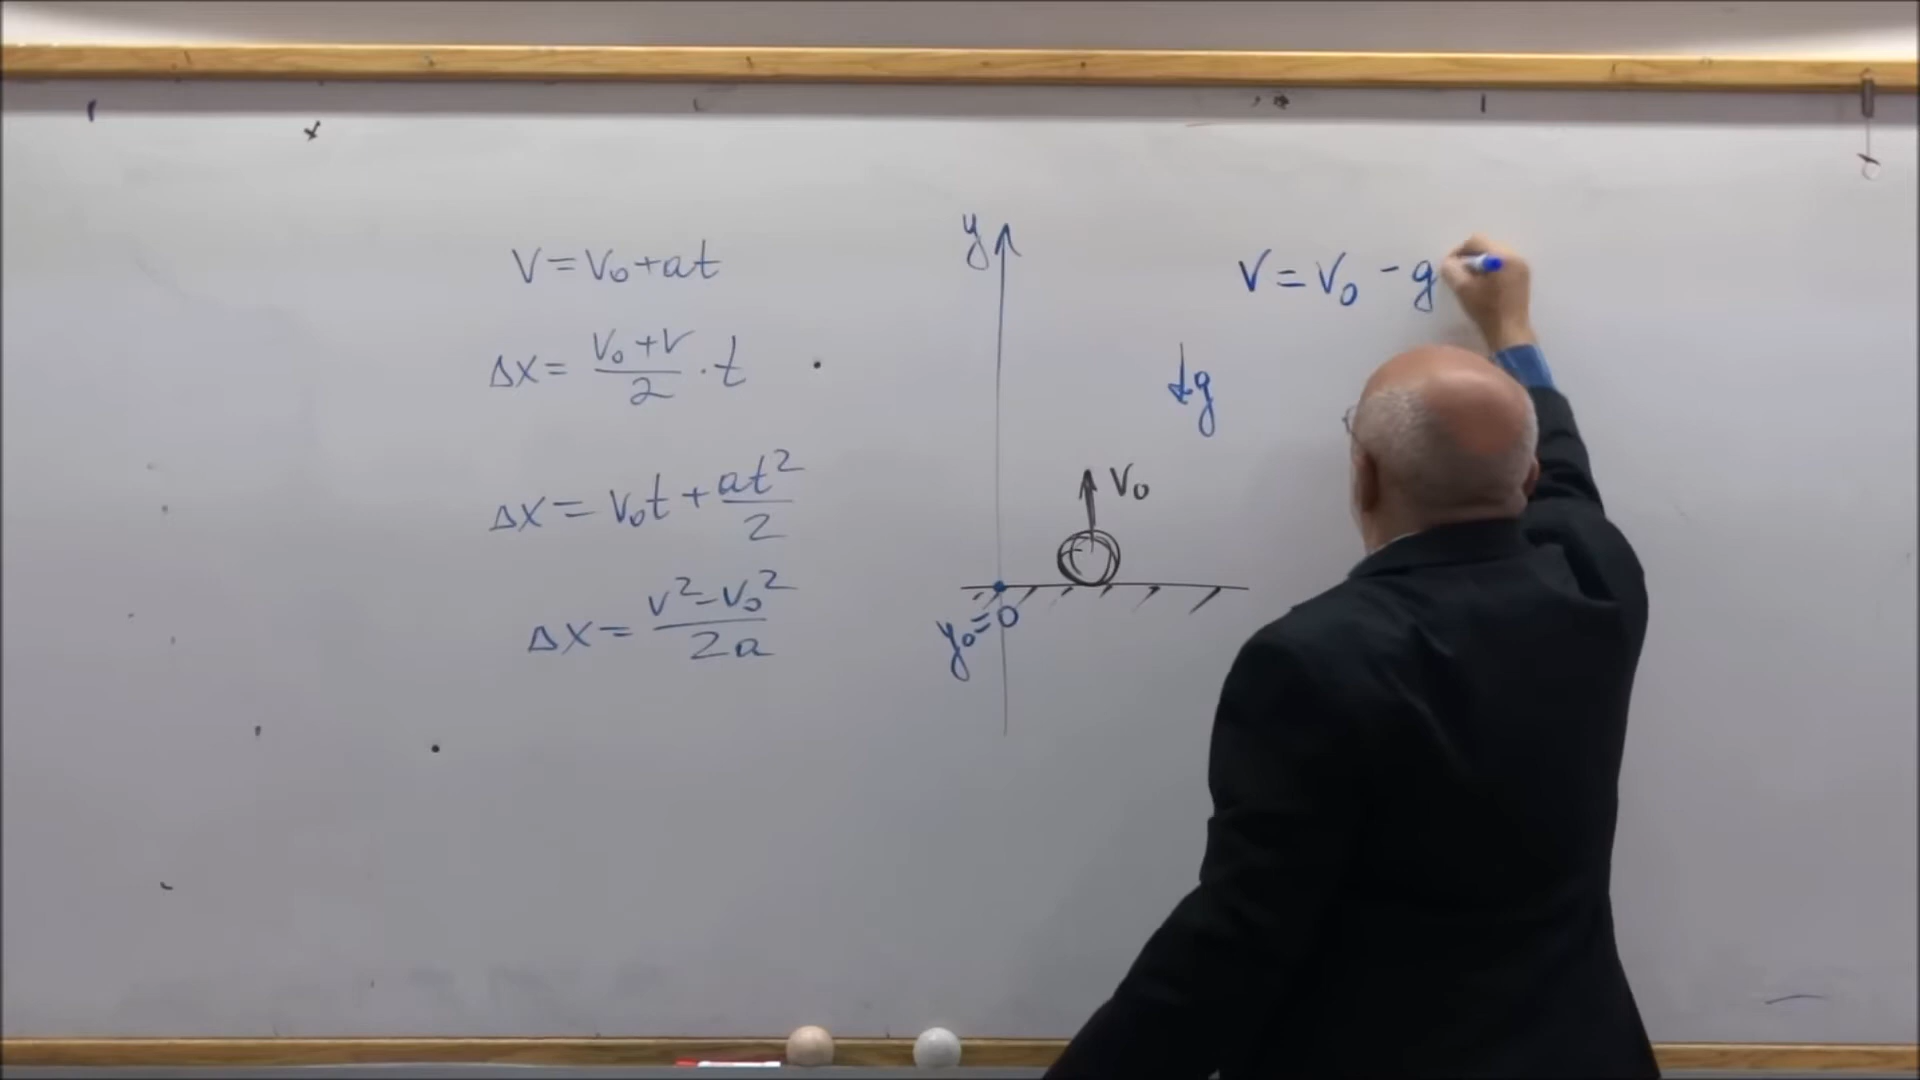 V = V₀ + at
Δx = (V₀ + V)/2 · t
Δx = V₀t + at²/2
Δx = (v² - v₀²)/2a
y
V₀
y₀ = 0
g
V = V₀ - g